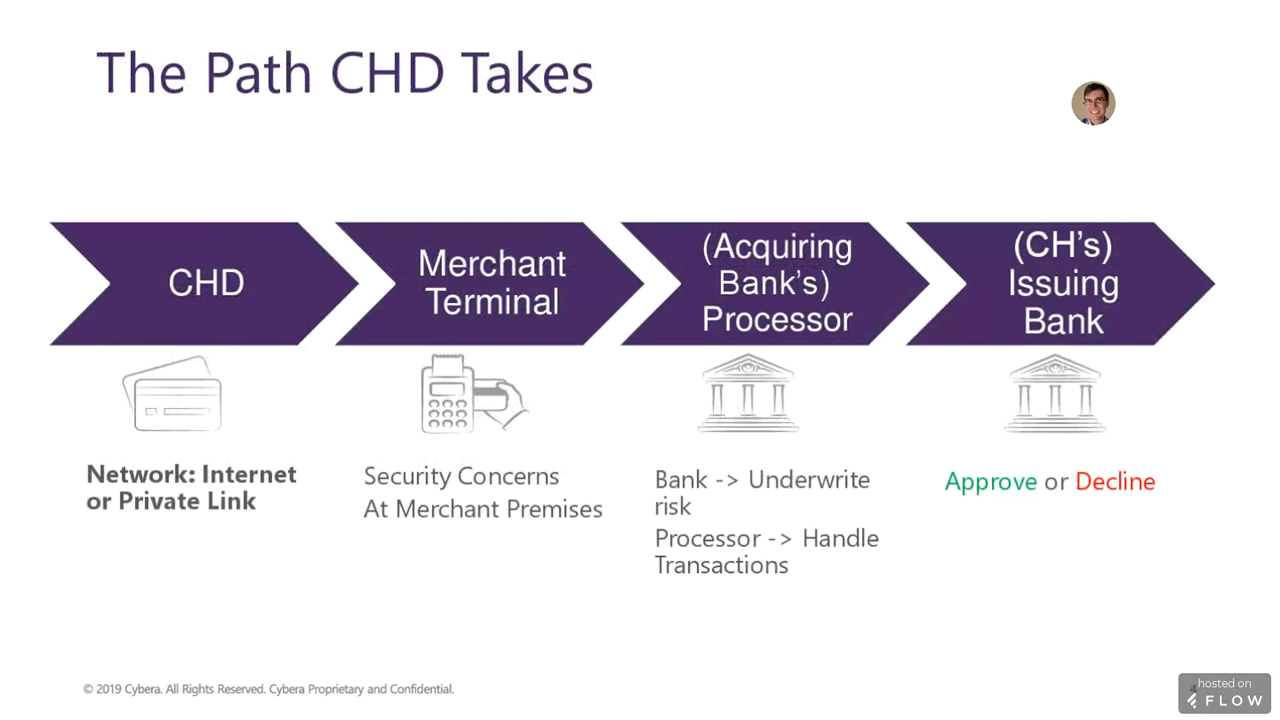 The Path CHD Takes
CHD
Merchant
Terminal
(Acquiring
Bank's)
Processor
(CH's)
Issuing
Bank
Network: Internet
or Private Link
Security Concerns
At Merchant Premises
Bank -> Underwrite
risk
Processor -> Handle
Transactions
Approve or Decline
© 2019 Cybera. All Rights Reserved. Cybera Proprietary and Confidential.
hosted on
FLOW